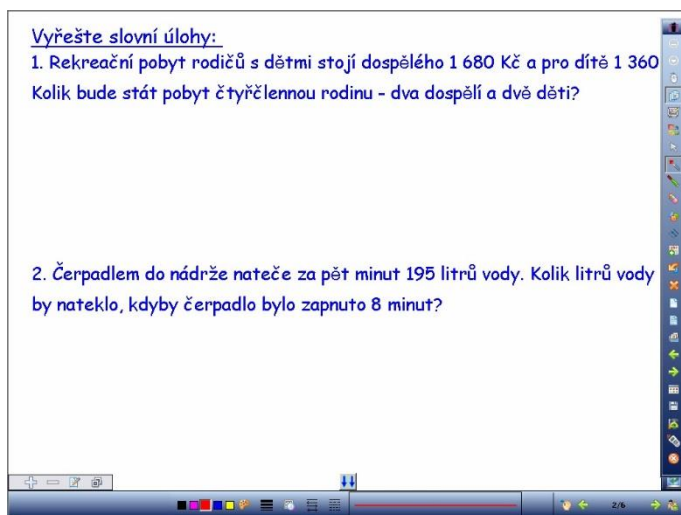 Vyřešte slovní úlohy:
1. Rekreační pobyt rodičů s dětmi stojí dospělého 1 680 Kč a pro dítě 1 360
Kolik bude stát pobyt čtyřčlennou rodinu - dva dospělí a dvě děti?
2. Čerpadlem do nádrže nateče za pět minut 195 litrů vody. Kolik litrů vody
by nateklo, kdyby čerpadlo bylo zapnuto 8 minut?
2/6